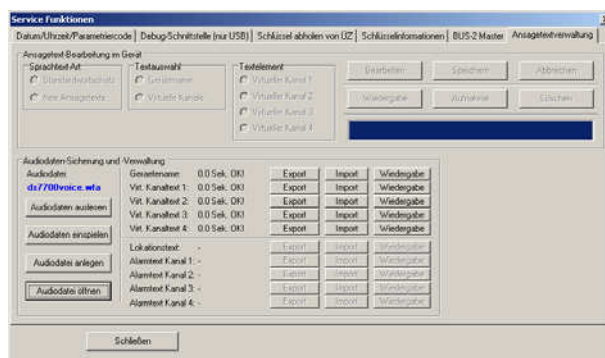 Service Funktionen
Datum/Uhrzeit/Parametriercode Debug-Schnittstelle (nur USB) Schlüssel abholen von ÜZ Schlüsselinformationen BUS-2 Master Ansagetextverwaltung
Ansagetext-Bearbeitung im Gerät
Sprachtext-Art: Textauswahl: Textelement
Standardwortschatz Gerätename Virtueller Kanal 1 Bearbeiten Speichern Abbrechen
freie Ansagetexte Virtuelle Kanäle Virtueller Kanal 2
Virtueller Kanal 3 Wiedergabe Aufnahme Löschen
Virtueller Kanal 4
Audiodaten-Sicherung und -Verwaltung
Audiodatei: Gerätename: 0.0 Sek. OK! Export Import Wiedergabe
ds7700voice.wta Virt. Kanaltext 1: 0.0 Sek. OK! Export Import Wiedergabe
Audiodaten auslesen Virt. Kanaltext 2: 0.0 Sek. OK! Export Import Wiedergabe
Virt. Kanaltext 3: 0.0 Sek. OK! Export Import Wiedergabe
Audiodaten einspielen Virt. Kanaltext 4: 0.0 Sek. OK! Export Import Wiedergabe
Lokationstext: - Export Import Wiedergabe
Audiodatei anlegen Alarmtext Kanal 1: - Export Import Wiedergabe
Alarmtext Kanal 2: - Export Import Wiedergabe
Audiodatei öffnen Alarmtext Kanal 3: - Export Import Wiedergabe
Alarmtext Kanal 4: - Export Import Wiedergabe
Schließen